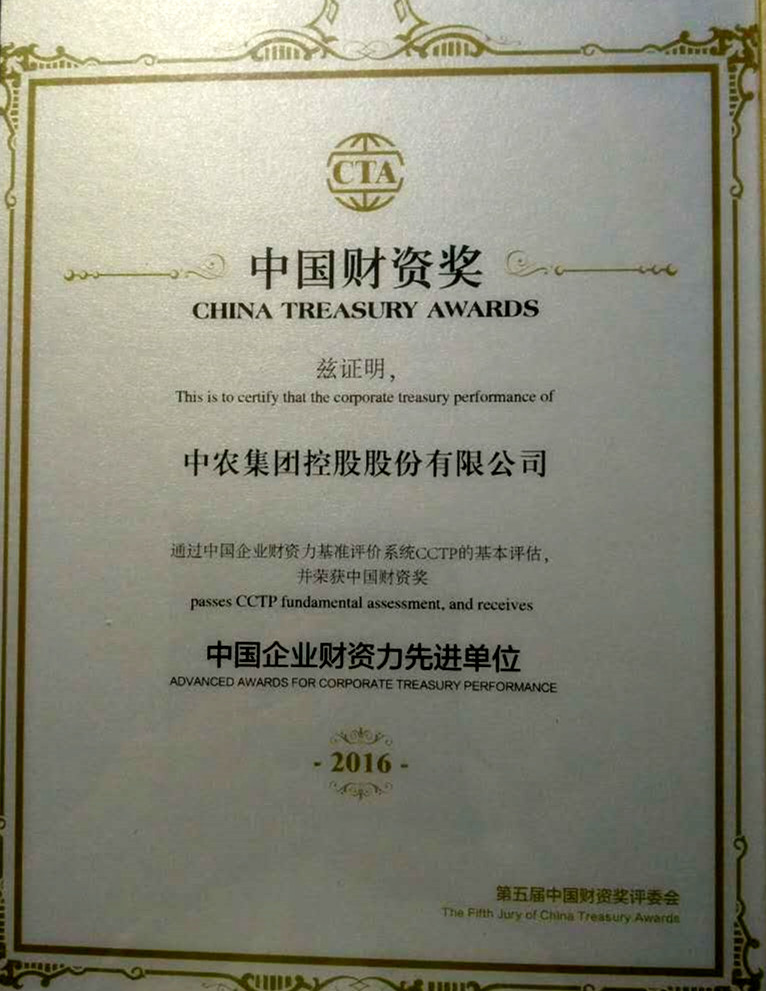 CTA
中国财资奖
CHINA TREASURY AWARDS
兹证明，
This is to certify that the corporate treasury performance of
中农集团控股股份有限公司
通过中国企业财资力基准评价系统CCTP的基本评估，
并荣获中国财资奖
passes CCTP fundamental assessment, and receives
中国企业财资力先进单位
ADVANCED AWARDS FOR CORPORATE TREASURY PERFORMANCE
- 2016 -
第五届中国财资奖评委会
The Fifth Jury of China Treasury Awards